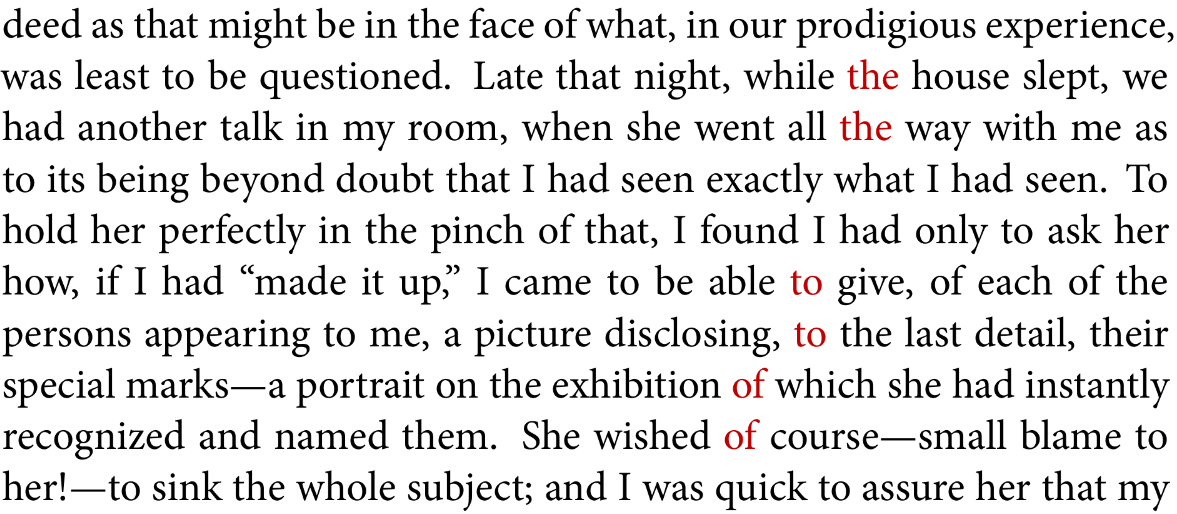 deed as that might be in the face of what, in our prodigious experience,
was least to be questioned. Late that night, while the house slept, we
had another talk in my room, when she went all the way with me as
to its being beyond doubt that I had seen exactly what I had seen. To
hold her perfectly in the pinch of that, I found I had only to ask her
how, if I had “made it up,” I came to be able to give, of each of the
persons appearing to me, a picture disclosing, to the last detail, their
special marks—a portrait on the exhibition of which she had instantly
recognized and named them. She wished of course—small blame to
her!—to sink the whole subject; and I was quick to assure her that my